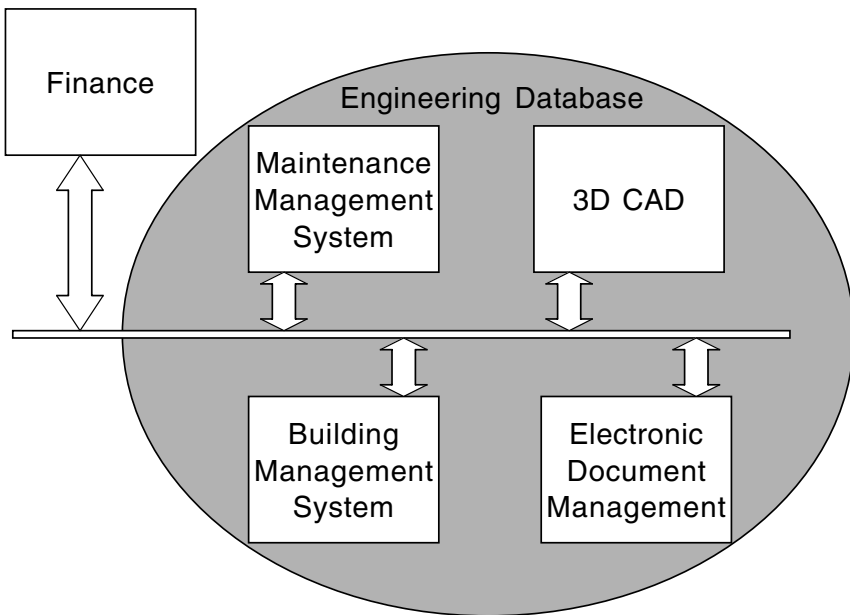 Finance
Engineering Database
Maintenance
Management
System
3D CAD
Building
Management
System
Electronic
Document
Management